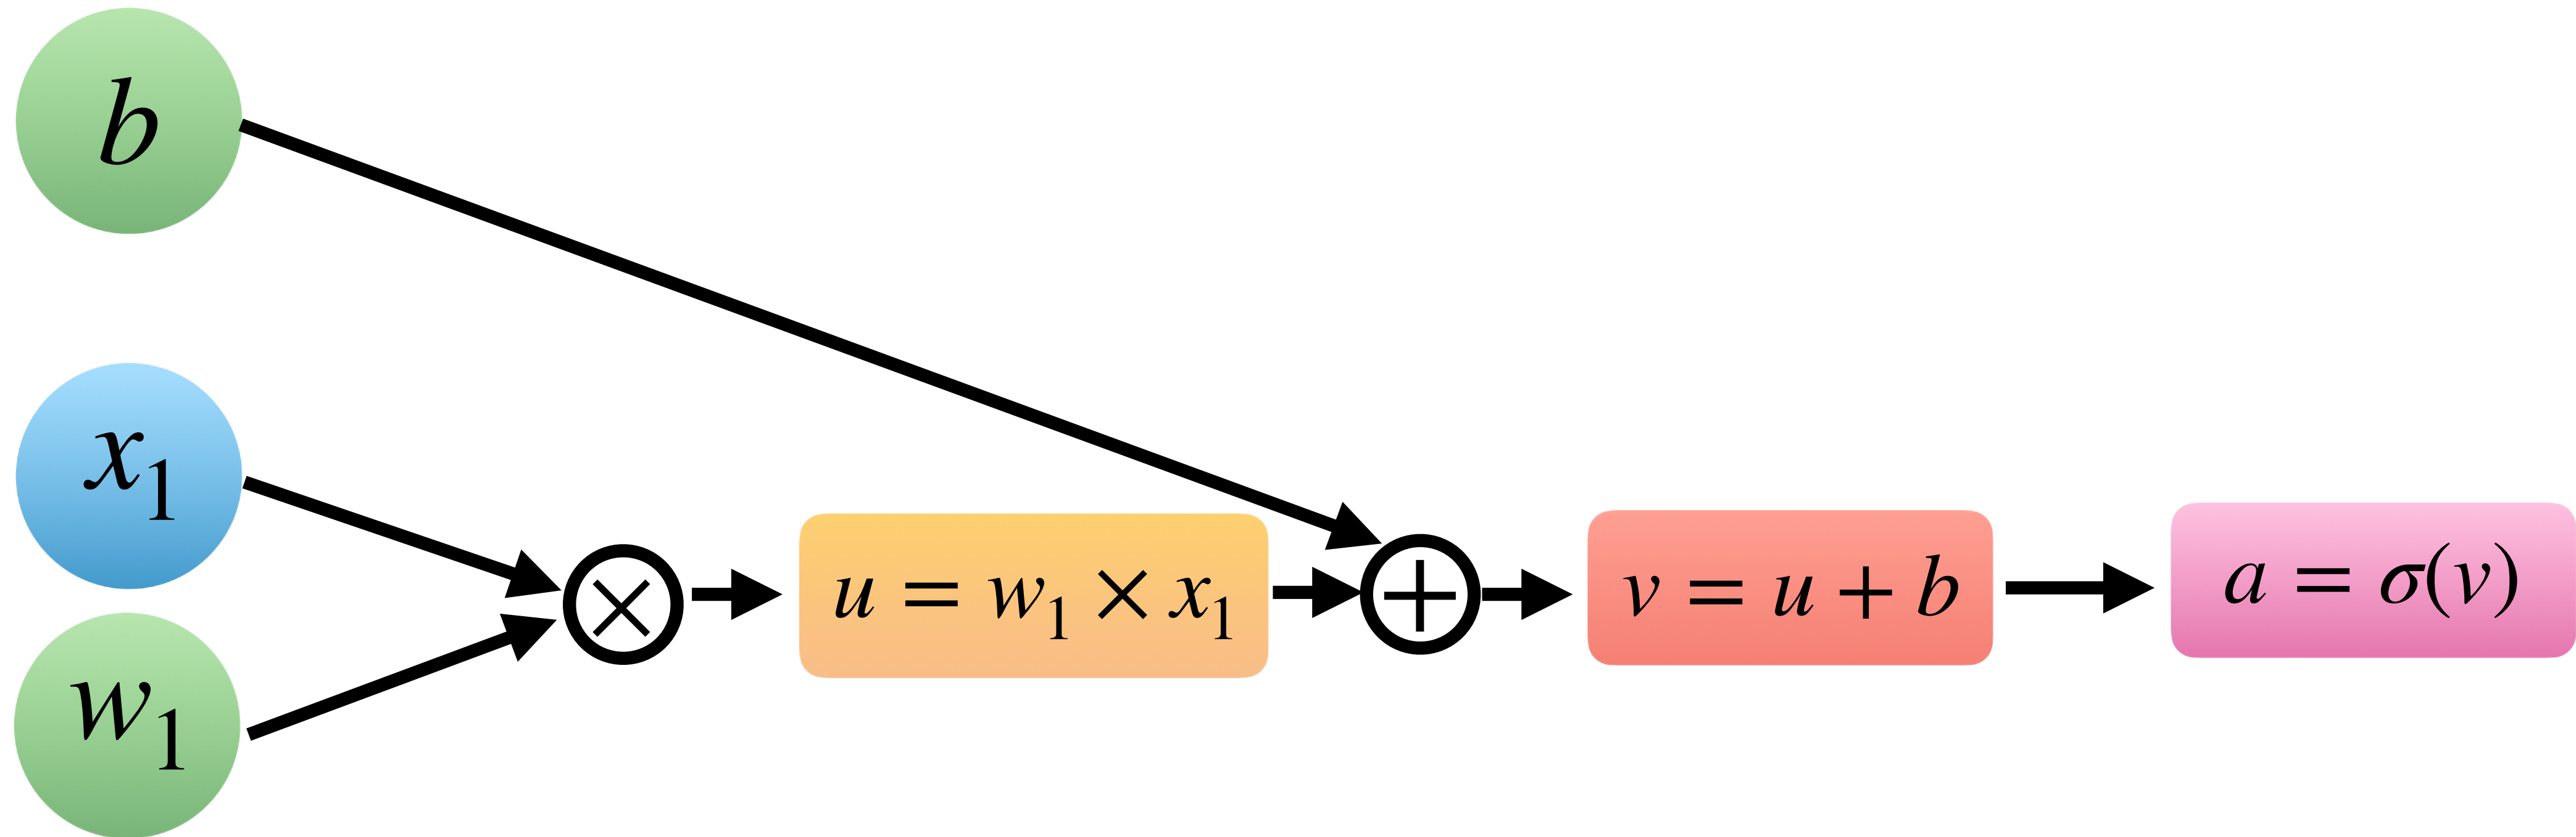 b
x₁
w₁
×
u = w₁ × x₁
+
v = u + b
a = σ(v)